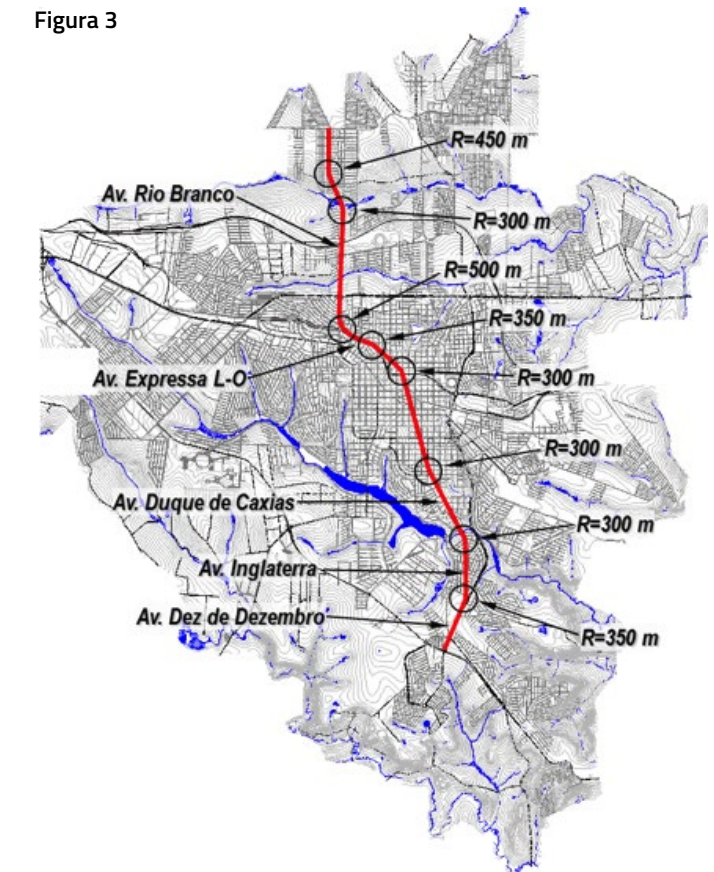 Figura 3
R=450 m
Av. Rio Branco
R=300 m
R=500 m
R=350 m
Av. Expressa L-O
R=300 m
R=300 m
Av. Duque de Caxias
R=300 m
Av. Inglaterra
Av. Dez de Dezembro
R=350 m